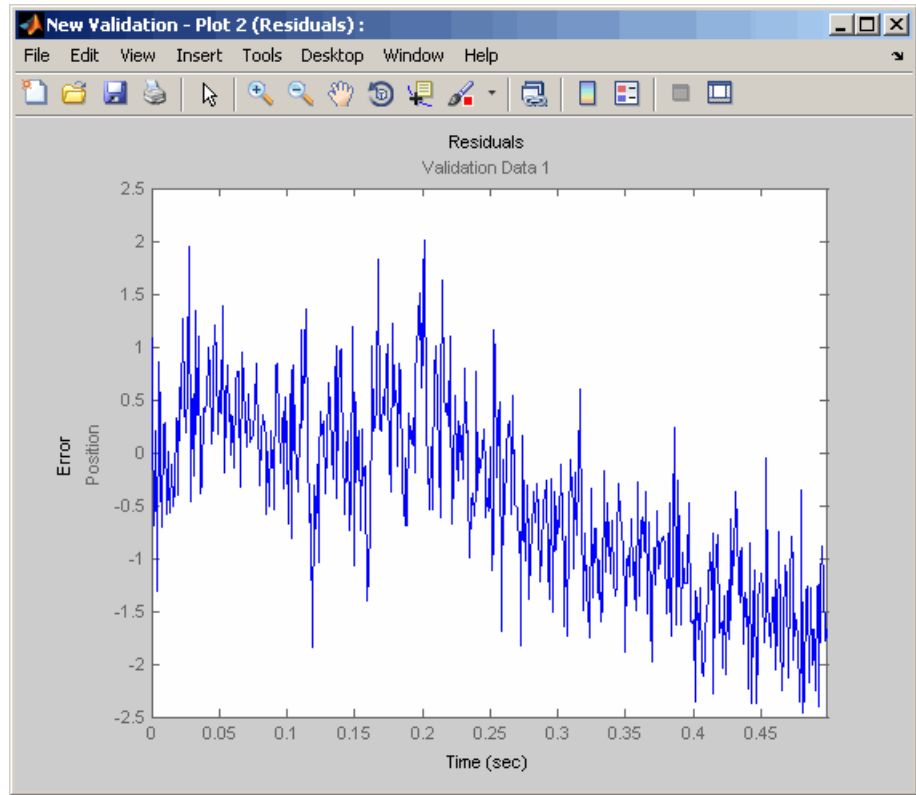 New Validation - Plot 2 (Residuals) :
File Edit View Insert Tools Desktop Window Help
Residuals
Validation Data 1
2.5
2
1.5
1
0.5
0
-0.5
-1
-1.5
-2
-2.5
Error
Position
0 0.05 0.1 0.15 0.2 0.25 0.3 0.35 0.4 0.45
Time (sec)